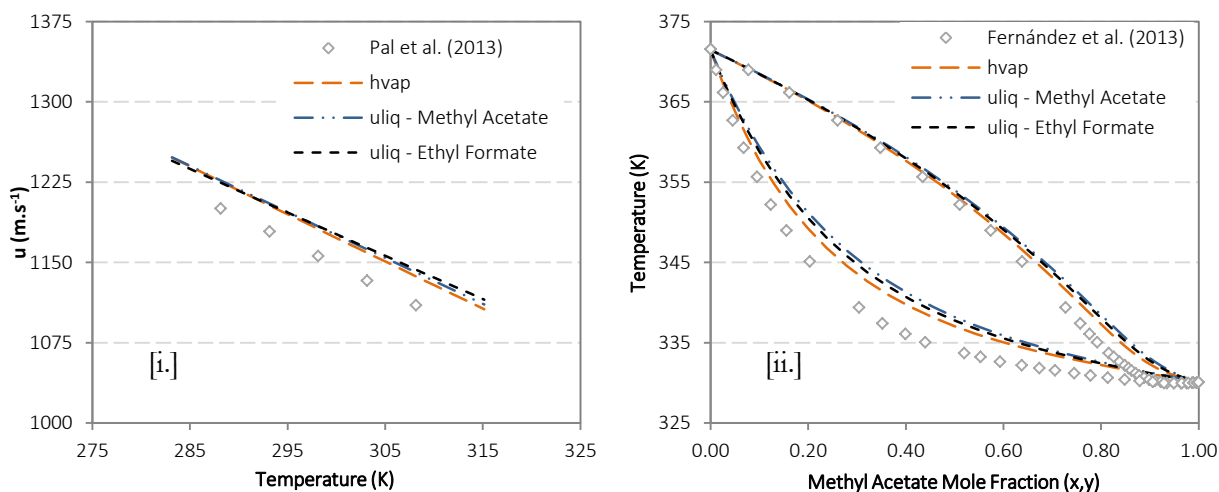 1375
1300
1225
1150
1075
1000
u (m.s⁻¹)
Pal et al. (2013)
hvap
uliq - Methyl Acetate
uliq - Ethyl Formate
[i.]
275
285
295
305
315
325
Temperature (K)
375
365
355
345
335
325
Temperature (K)
Fernández et al. (2013)
hvap
uliq - Methyl Acetate
uliq - Ethyl Formate
[ii.]
0.00
0.20
0.40
0.60
0.80
1.00
Methyl Acetate Mole Fraction (x,y)